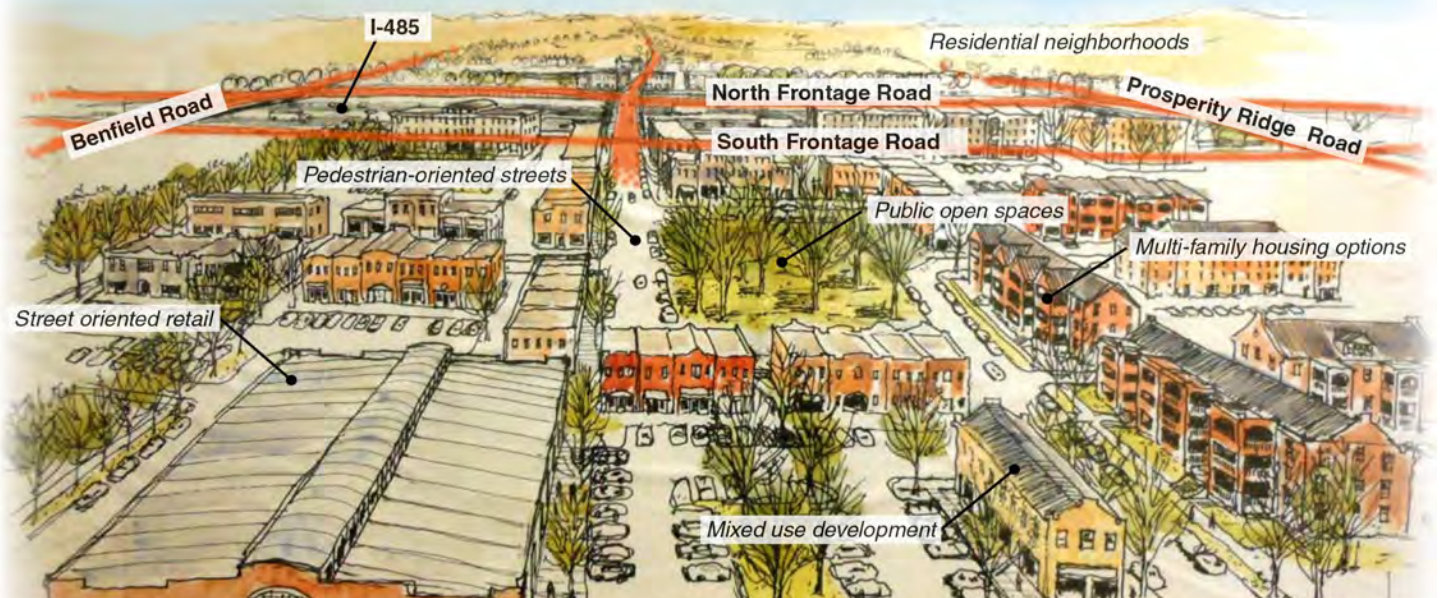 I-485
Residential neighborhoods
Benfield Road
North Frontage Road
Prosperity Ridge Road
South Frontage Road
Pedestrian-oriented streets
Public open spaces
Multi-family housing options
Street oriented retail
Mixed use development